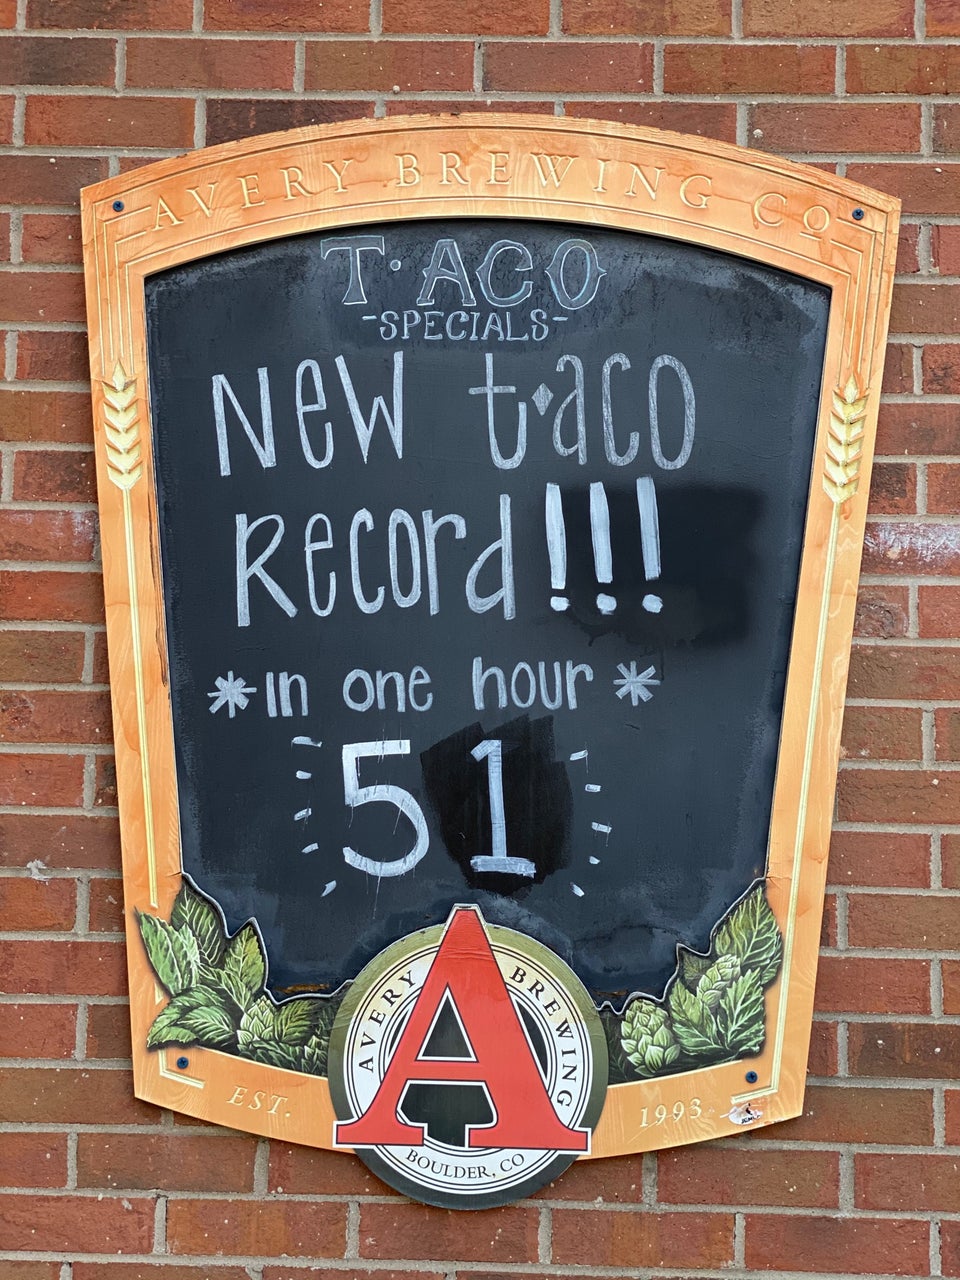 AVERY BREWING CO
T·ACO
-SPECIALS-
New t·aco
Record!!!
*in one hour*
51
A
AVERY BREWING
BOULDER, CO
EST. 1993